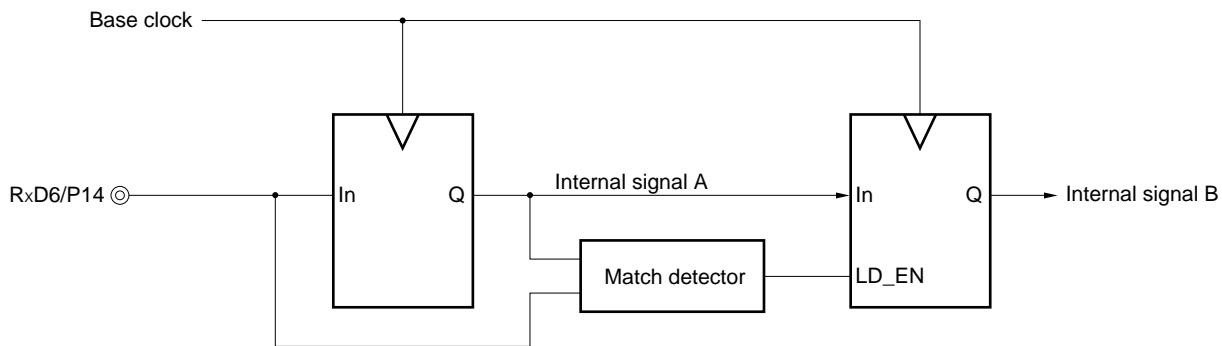 Base clock
RxD6/P14
In
Q
Internal signal A
In
Q
Internal signal B
Match detector
LD_EN